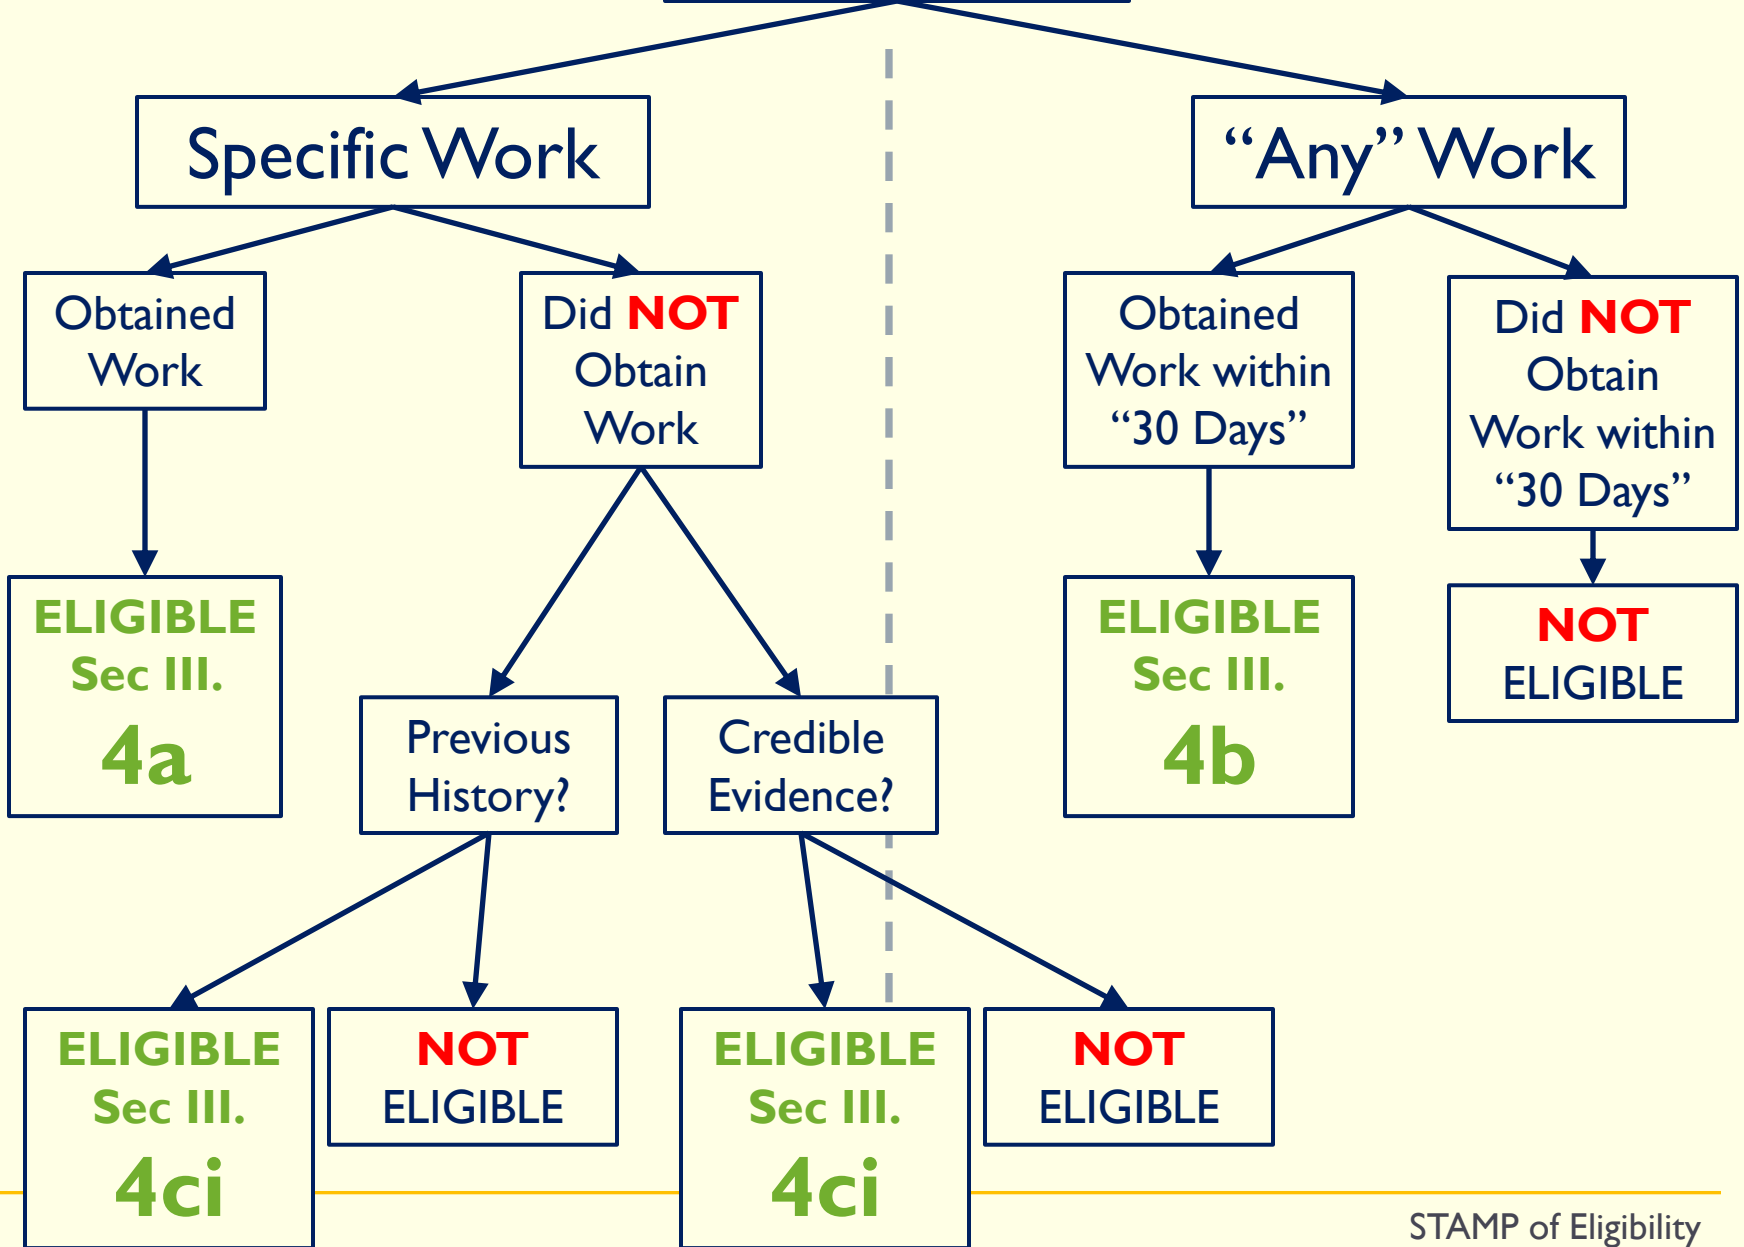 Specific Work
“Any” Work
Obtained
Work
Did NOT
Obtain
Work
Obtained
Work within
“30 Days”
Did NOT
Obtain
Work within
“30 Days”
ELIGIBLE
Sec III.
4a
ELIGIBLE
Sec III.
4b
NOT
ELIGIBLE
Previous
History?
Credible
Evidence?
ELIGIBLE
Sec III.
4ci
NOT
ELIGIBLE
ELIGIBLE
Sec III.
4ci
NOT
ELIGIBLE
STAMP of Eligibility